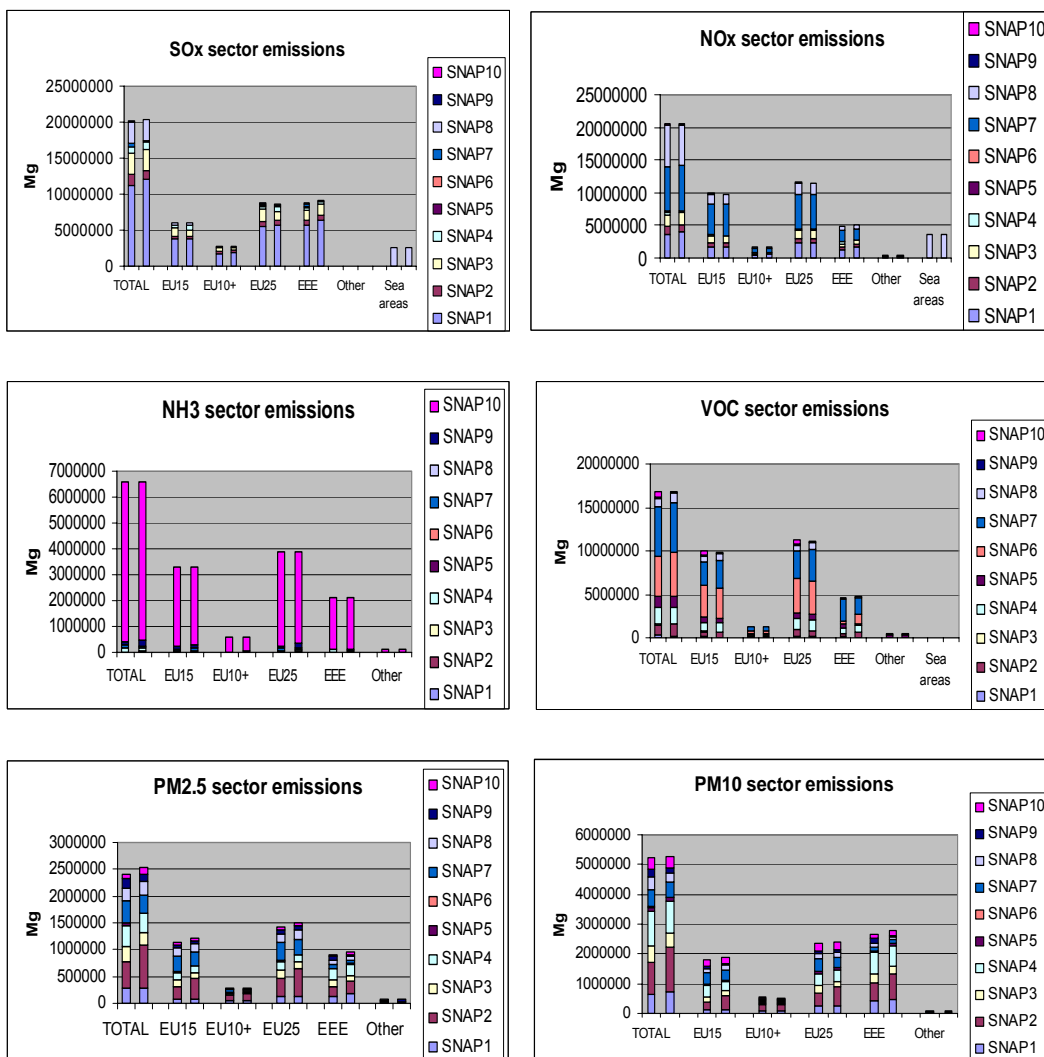 SOx sector emissions
Mg
25000000
20000000
15000000
10000000
5000000
0
TOTAL EU15 EU10+ EU25 EEE Other Sea areas
SNAP10
SNAP9
SNAP8
SNAP7
SNAP6
SNAP5
SNAP4
SNAP3
SNAP2
SNAP1
NOx sector emissions
Mg
25000000
20000000
15000000
10000000
5000000
0
TOTAL EU15 EU10+ EU25 EEE Other Sea areas
SNAP10
SNAP9
SNAP8
SNAP7
SNAP6
SNAP5
SNAP4
SNAP3
SNAP2
SNAP1
NH3 sector emissions
Mg
7000000
6000000
5000000
4000000
3000000
2000000
1000000
0
TOTAL EU15 EU10+ EU25 EEE Other
SNAP10
SNAP9
SNAP8
SNAP7
SNAP6
SNAP5
SNAP4
SNAP3
SNAP2
SNAP1
VOC sector emissions
Mg
20000000
15000000
10000000
5000000
0
TOTAL EU15 EU10+ EU25 EEE Other Sea areas
SNAP10
SNAP9
SNAP8
SNAP7
SNAP6
SNAP5
SNAP4
SNAP3
SNAP2
SNAP1
PM2.5 sector emissions
Mg
3000000
2500000
2000000
1500000
1000000
500000
0
TOTAL EU15 EU10+ EU25 EEE Other
SNAP10
SNAP9
SNAP8
SNAP7
SNAP6
SNAP5
SNAP4
SNAP3
SNAP2
SNAP1
PM10 sector emissions
Mg
6000000
5000000
4000000
3000000
2000000
1000000
0
TOTAL EU15 EU10+ EU25 EEE Other
SNAP10
SNAP9
SNAP8
SNAP7
SNAP6
SNAP5
SNAP4
SNAP3
SNAP2
SNAP1